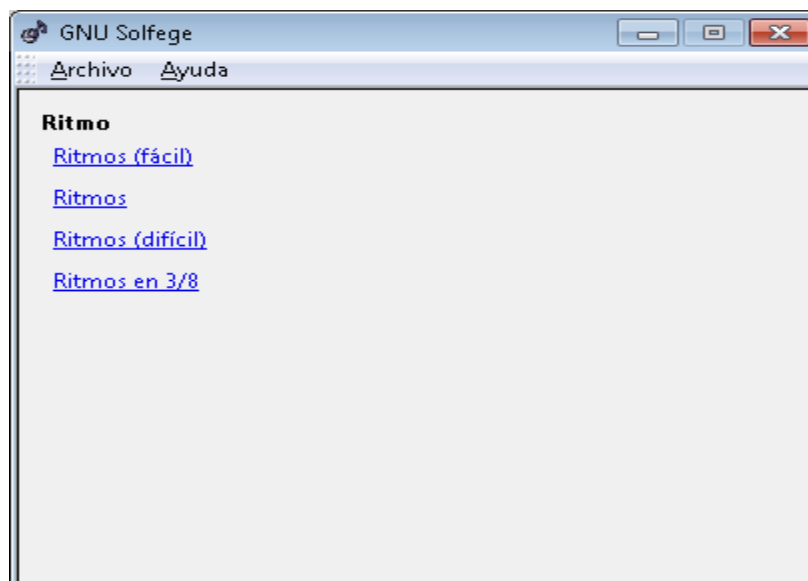 GNU Solfege
Archivo Ayuda
Ritmo
Ritmos (fácil)
Ritmos
Ritmos (difícil)
Ritmos en 3/8